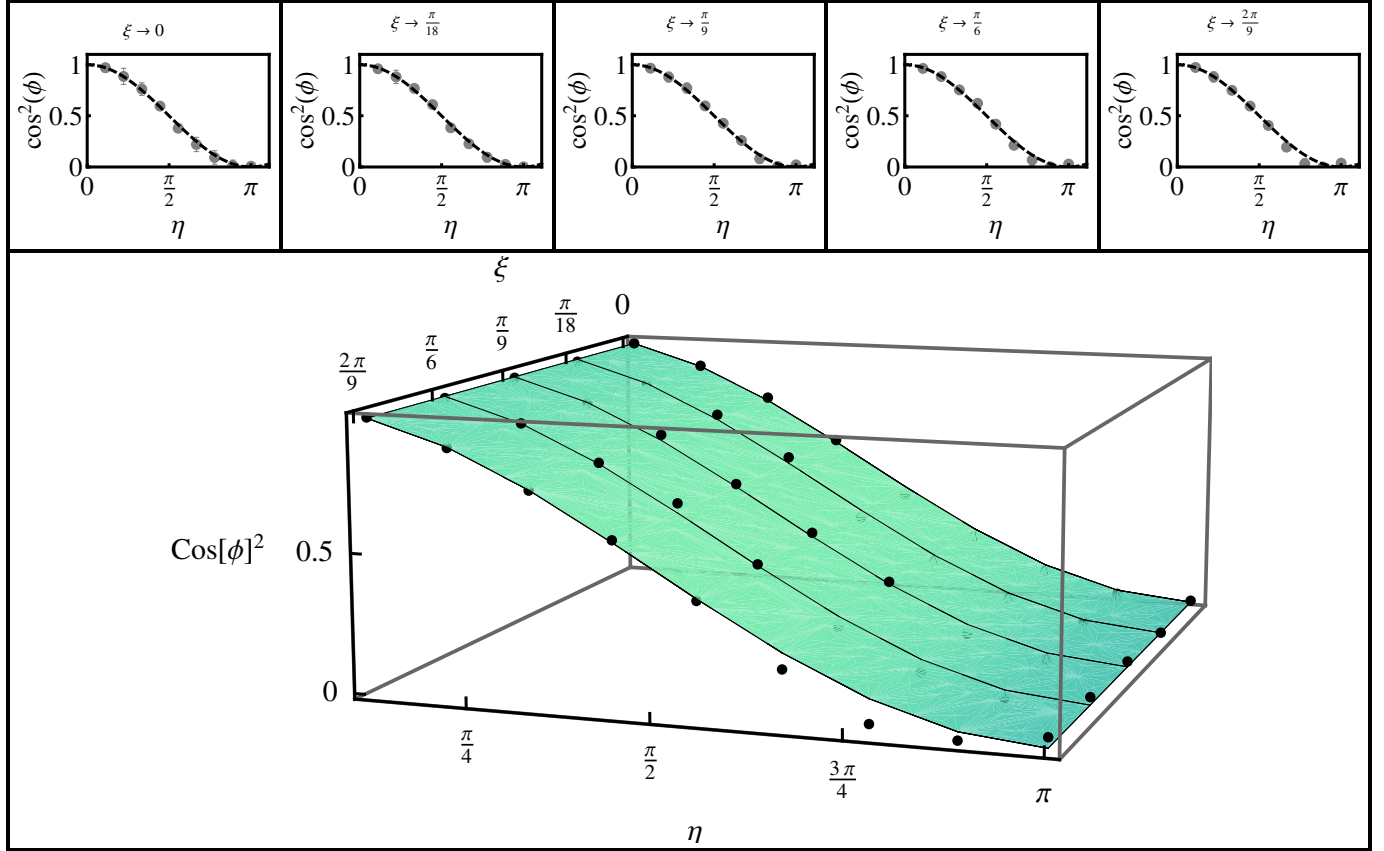 ξ → 0
cos²(ϕ)
1
0.5
0
0
π/2
π
η
ξ → π/18
cos²(ϕ)
1
0.5
0
0
π/2
π
η
ξ → π/9
cos²(ϕ)
1
0.5
0
0
π/2
π
η
ξ → π/6
cos²(ϕ)
1
0.5
0
0
π/2
π
η
ξ → 2π/9
cos²(ϕ)
1
0.5
0
0
π/2
π
η
ξ
0
π/18
π/9
π/6
2π/9
Cos[ϕ]²
0.5
0
π/4
π/2
3π/4
π
η